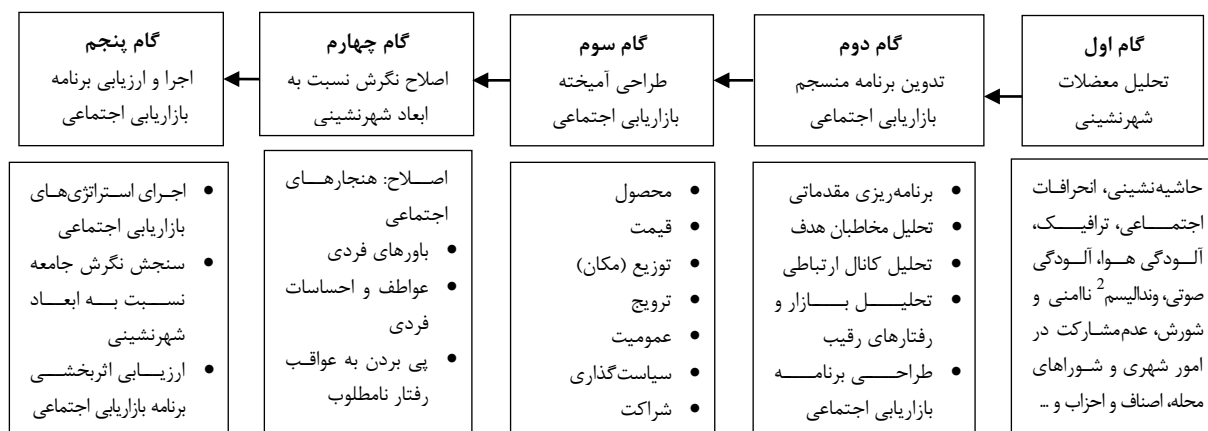 گام اول
تحلیل معضلات
شهرنشینی
گام دوم
تدوین برنامه منسجم
بازاریابی اجتماعی
گام سوم
طراحی آمیخته
بازاریابی اجتماعی
گام چهارم
اصلاح نگرش نسبت به
ابعاد شهرنشینی
گام پنجم
اجرا و ارزیابی برنامه
بازاریابی اجتماعی
حاشیه‌نشینی، انحرافات
اجتماعی، ترافیک،
آلودگی هوا، آلودگی
صوتی، وندالیسم2 ناامنی و
شورش، عدم‌مشارکت در
امور شهری و شوراهای
محله، اصناف و احزاب و ...
• برنامه‌ریزی مقدماتی
• تحلیل مخاطبان هدف
• تحلیل کانال ارتباطی
• تحلیل بازار و
رفتارهای رقیب
• طراحی برنامه
بازاریابی اجتماعی
• محصول
• قیمت
• توزیع (مکان)
• ترویج
• عمومیت
• سیاست‌گذاری
• شراکت
اصلاح: هنجارهای
اجتماعی
• باورهای فردی
• عواطف و احساسات
فردی
• پی بردن به عواقب
رفتار نامطلوب
• اجرای استراتژی‌های
بازاریابی اجتماعی
• سنجش نگرش جامعه
نسبت به ابعاد
شهرنشینی
• ارزیابی اثربخشی
برنامه بازاریابی اجتماعی